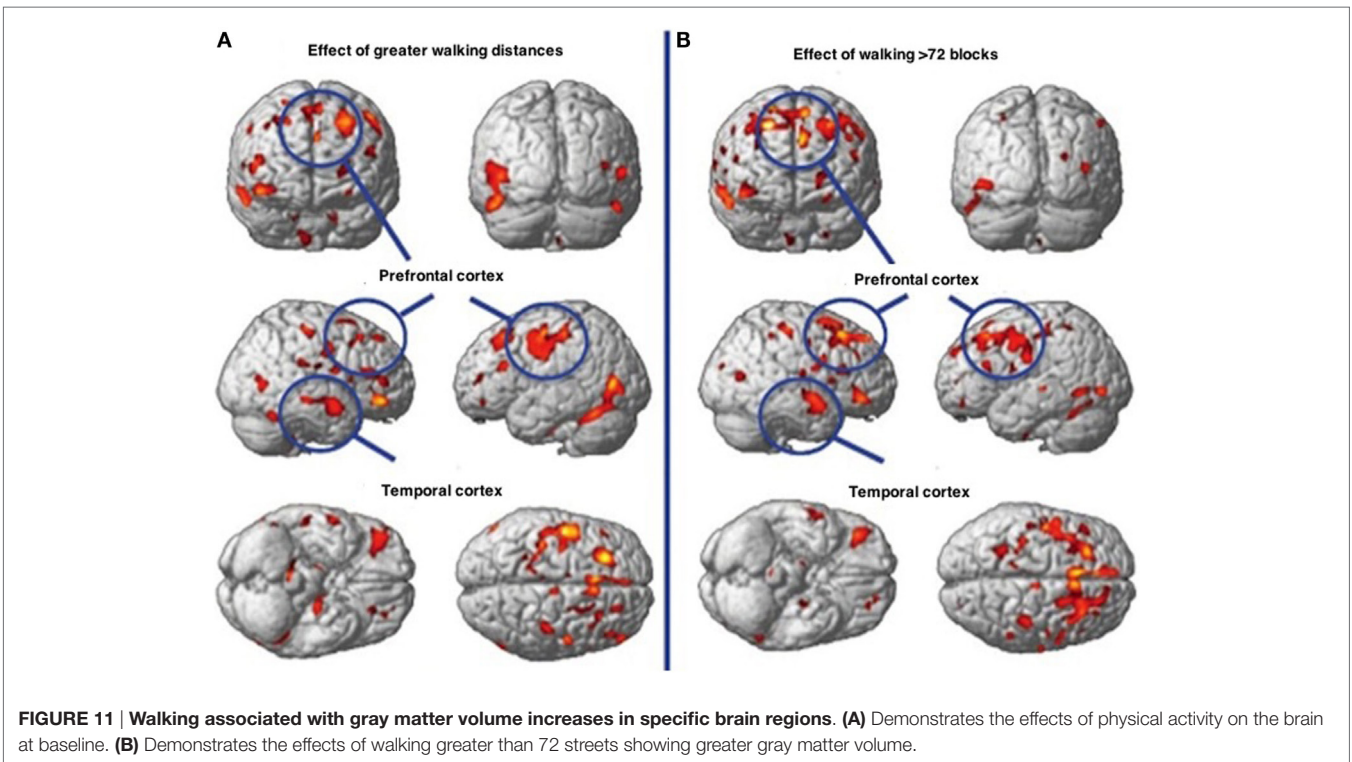 A
Effect of greater walking distances
B
Effect of walking >72 blocks
Prefrontal cortex
Prefrontal cortex
Temporal cortex
Temporal cortex
FIGURE 11 | Walking associated with gray matter volume increases in specific brain regions. (A) Demonstrates the effects of physical activity on the brain
at baseline. (B) Demonstrates the effects of walking greater than 72 streets showing greater gray matter volume.